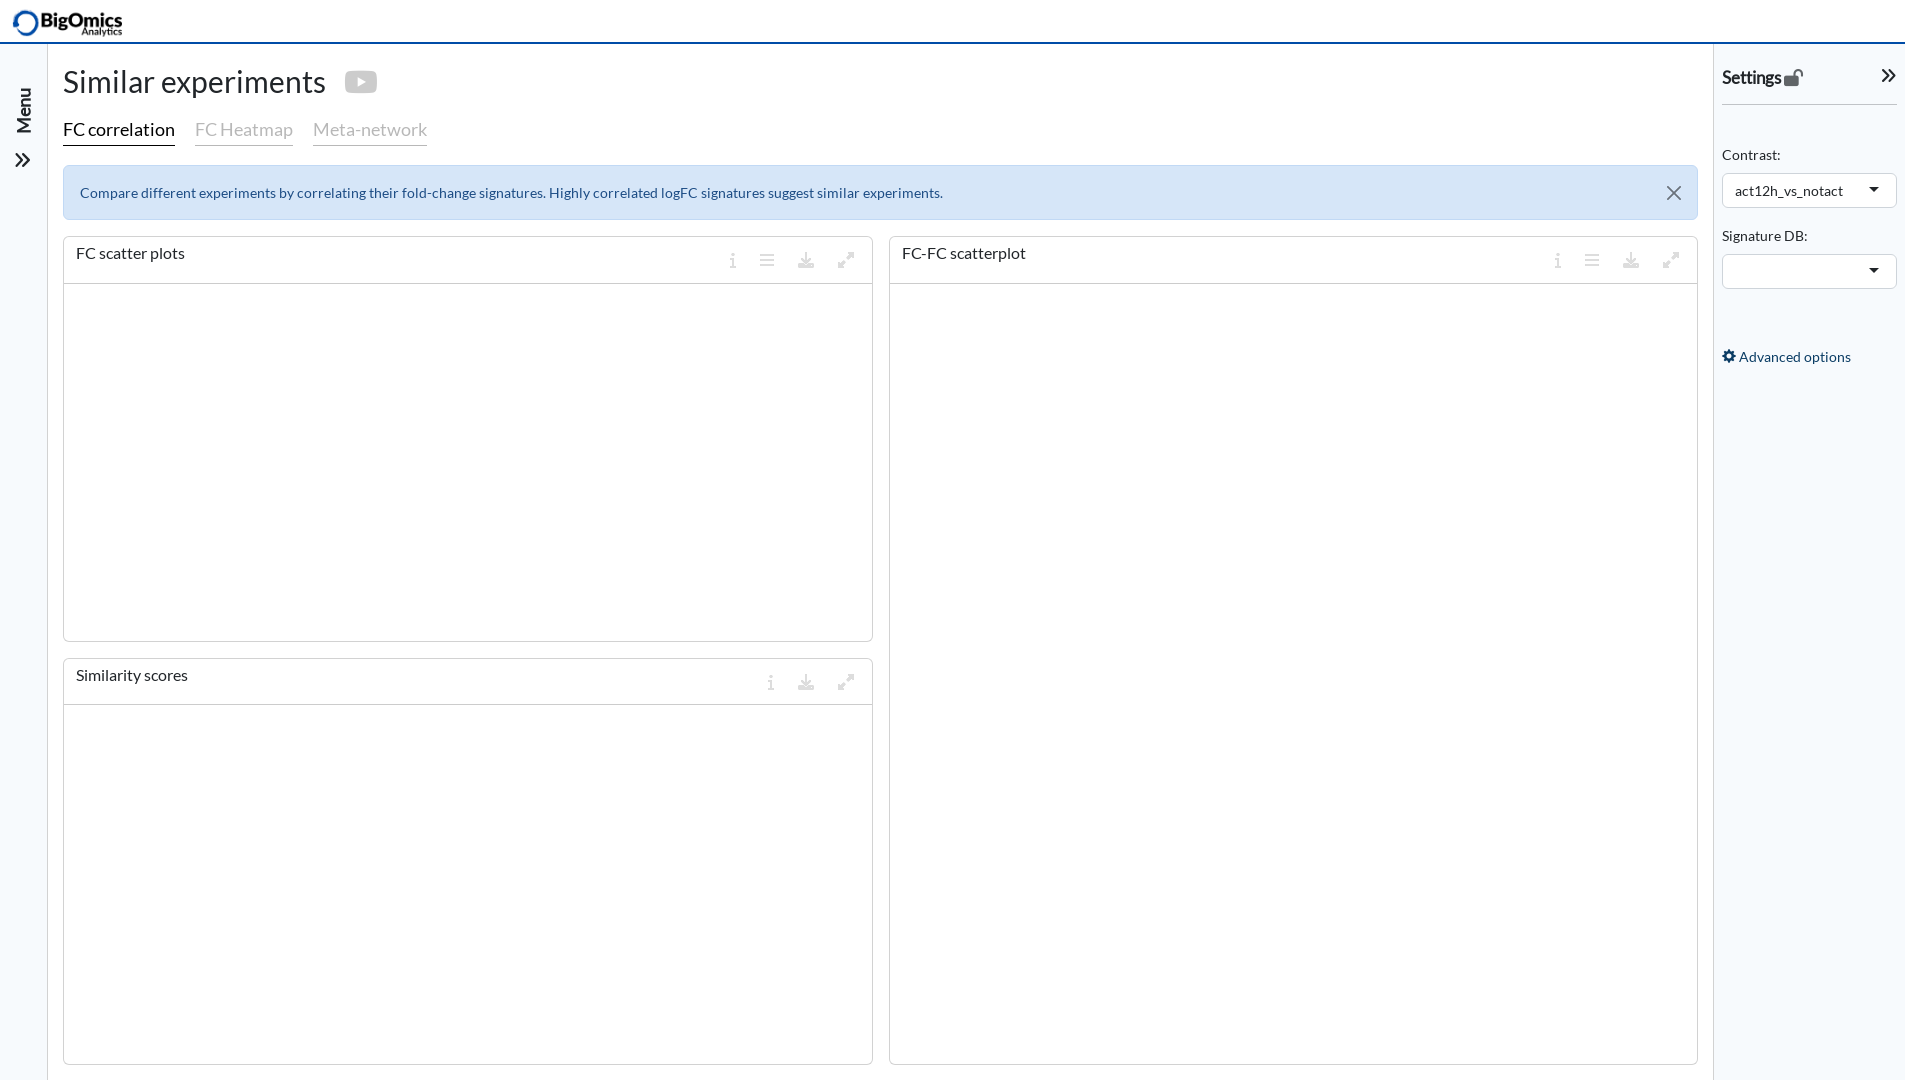 BigOmics
Analytics
Menu
Similar experiments
FC correlation FC Heatmap Meta-network
Compare different experiments by correlating their fold-change signatures. Highly correlated logFC signatures suggest similar experiments.
FC scatter plots
Similarity scores
FC-FC scatterplot
Settings
Contrast:
act12h_vs_notact
Signature DB:
Advanced options